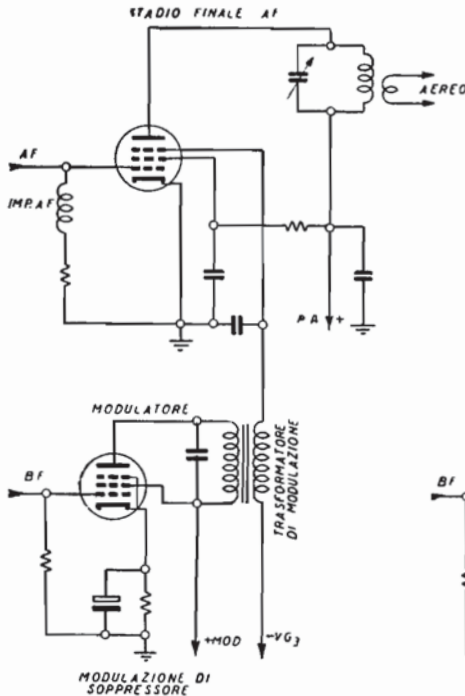 STADIO FINALE AF
AEREO
AF
IMP. AF
PA +
MODULATORE
BF
TRASFORMATORE
DI MODULAZIONE
BF
+MOD
-VG3
MODULAZIONE DI
SOPPRESSORE